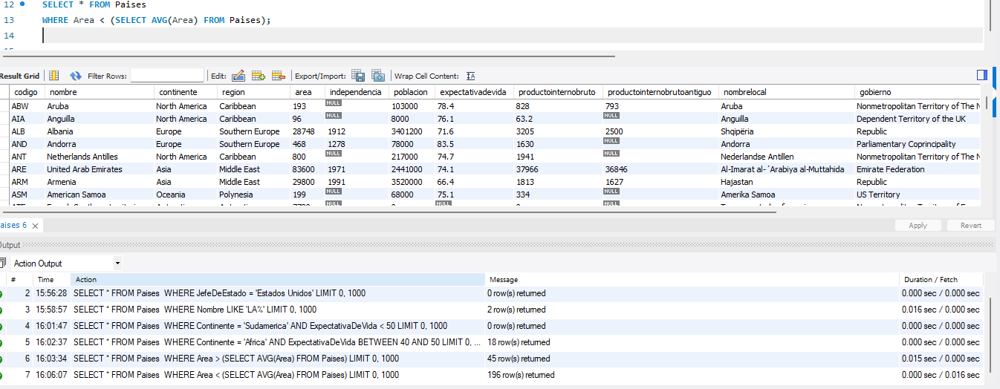 12 SELECT * FROM Paises
13 WHERE Area < (SELECT AVG(Area) FROM Paises);
14
Result Grid Filter Rows: Edit: Export/Import: Wrap Cell Content:
codigo nombre continente region area independencia poblacion expectativadevida productointernobruto productointernobrutoantiguo nombrelocal gobierno
ABW Aruba North America Caribbean 193 NULL 103000 78.4 828 793 Aruba Nonmetropolitan Territory of The N
AIA Anguilla North America Caribbean 96 NULL 8000 76.1 63.2 NULL Anguilla Dependent Territory of the UK
ALB Albania Europe Southern Europe 28748 1912 3401200 71.6 3205 2500 Shqipëria Republic
AND Andorra Europe Southern Europe 468 1278 78000 83.5 1630 NULL Andorra Parliamentary Coprincipality
ANT Netherlands Antilles North America Caribbean 800 NULL 217000 74.7 1941 NULL Nederlandse Antillen Nonmetropolitan Territory of The N
ARE United Arab Emirates Asia Middle East 83600 1971 2441000 74.1 37966 36846 Al-Imarat al-´Arabiya al-Muttahida Emirate Federation
ARM Armenia Asia Middle East 29800 1991 3520000 66.4 1813 1627 Hajastan Republic
ASM American Samoa Oceania Polynesia 199 NULL 68000 75.1 334 NULL Amerika Samoa US Territory
NULL NULL NULL
aises 6 Apply Revert
Output
Action Output
# Time Action Message Duration / Fetch
2 15:56:28 SELECT * FROM Paises WHERE JefeDeEstado = 'Estados Unidos' LIMIT 0, 1000 0 row(s) returned 0.000 sec / 0.000 sec
3 15:58:57 SELECT * FROM Paises WHERE Nombre LIKE 'LA%' LIMIT 0, 1000 2 row(s) returned 0.016 sec / 0.000 sec
4 16:01:47 SELECT * FROM Paises WHERE Continente = 'Sudamerica' AND ExpectativaDeVida < 50 LIMIT 0, 1000 0 row(s) returned 0.000 sec / 0.000 sec
5 16:02:37 SELECT * FROM Paises WHERE Continente = 'Africa' AND ExpectativaDeVida BETWEEN 40 AND 50 LIMIT 0, ... 18 row(s) returned 0.000 sec / 0.000 sec
6 16:03:34 SELECT * FROM Paises WHERE Area > (SELECT AVG(Area) FROM Paises) LIMIT 0, 1000 45 row(s) returned 0.015 sec / 0.000 sec
7 16:06:07 SELECT * FROM Paises WHERE Area < (SELECT AVG(Area) FROM Paises) LIMIT 0, 1000 196 row(s) returned 0.000 sec / 0.016 sec